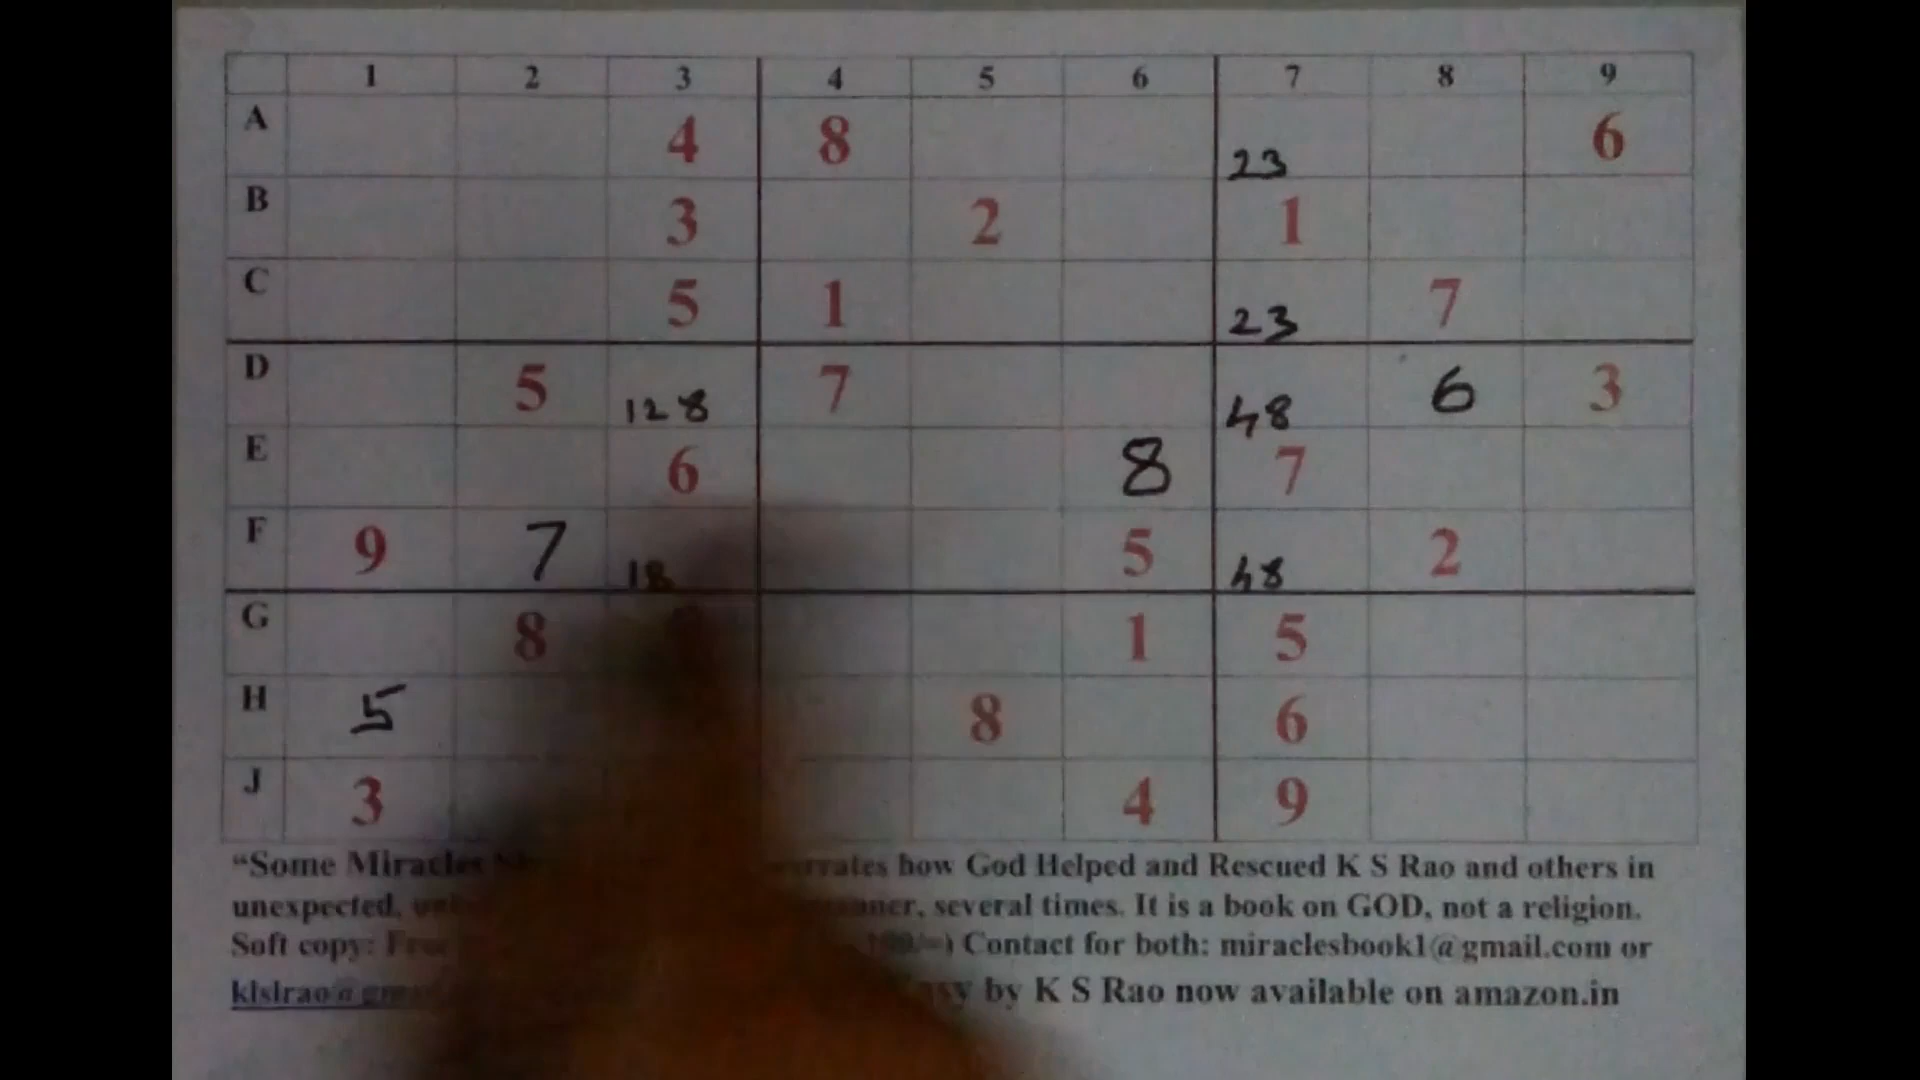 1 2 3 4 5 6 7 8 9
A 4 8 23 6
B 3 2 1
C 5 1 23 7
D 5 128 7 48 6 3
E 6 8 7
F 9 7 18 5 48 2
G 8 1 5
H 5 8 6
J 3 4 9
“Some Miracles how God Helped and Rescued K S Rao and others in
unexpected, several times. It is a book on GOD, not a religion.
Soft copy: Contact for both: miraclesbook1@gmail.com or
by K S Rao now available on amazon.in